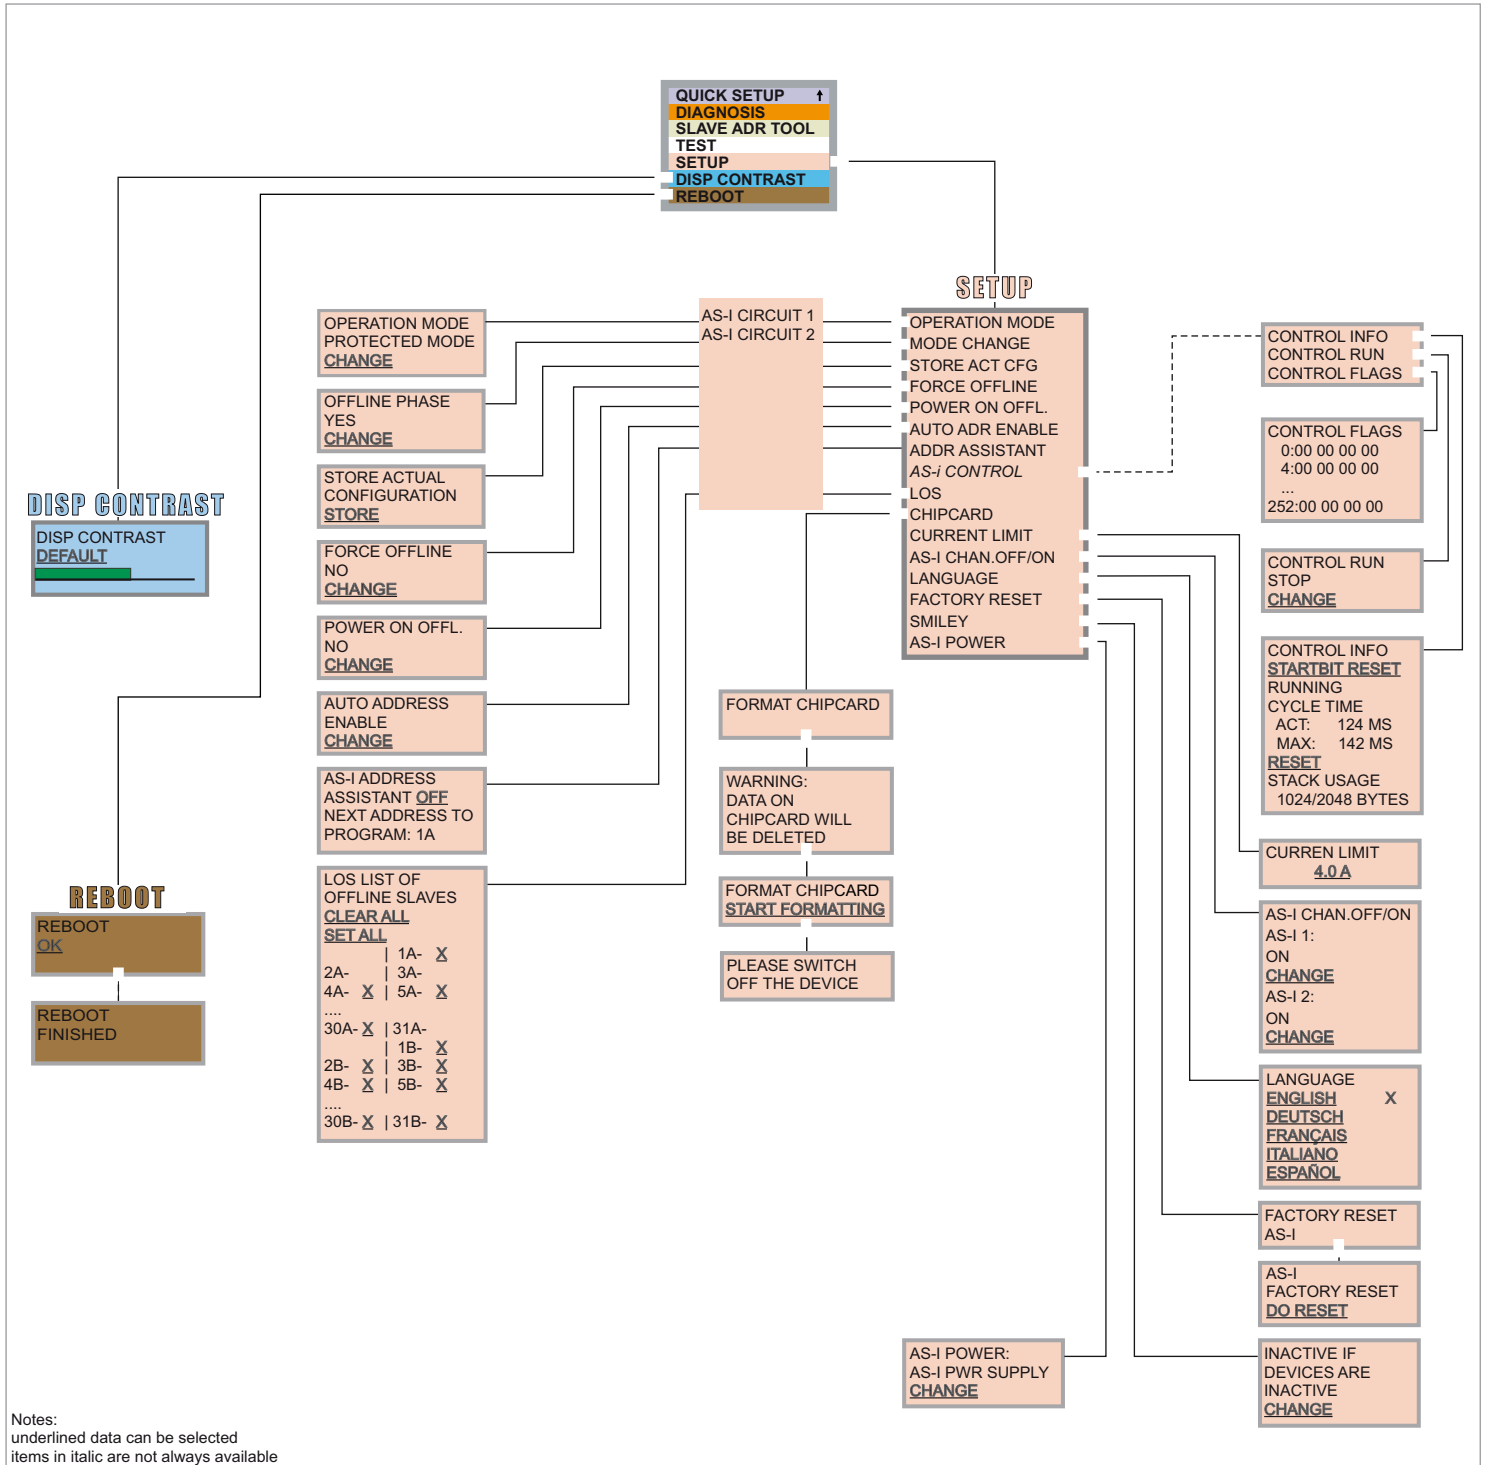 QUICK SETUP ↑
DIAGNOSIS
SLAVE ADR TOOL
TEST
SETUP
DISP CONTRAST
REBOOT
SETUP
OPERATION MODE
MODE CHANGE
STORE ACT CFG
FORCE OFFLINE
POWER ON OFFL.
AUTO ADR ENABLE
ADDR ASSISTANT
AS-i CONTROL
LOS
CHIPCARD
CURRENT LIMIT
AS-I CHAN.OFF/ON
LANGUAGE
FACTORY RESET
SMILEY
AS-I POWER
AS-I CIRCUIT 1
AS-I CIRCUIT 2
OPERATION MODE
PROTECTED MODE
CHANGE
OFFLINE PHASE
YES
CHANGE
STORE ACTUAL
CONFIGURATION
STORE
FORCE OFFLINE
NO
CHANGE
POWER ON OFFL.
NO
CHANGE
AUTO ADDRESS
ENABLE
CHANGE
AS-I ADDRESS
ASSISTANT OFF
NEXT ADDRESS TO
PROGRAM: 1A
LOS LIST OF
OFFLINE SLAVES
CLEAR ALL
SET ALL
| 1A- X
2A- | 3A-
4A- X | 5A- X
....
30A- X | 31A-
| 1B- X
2B- X | 3B- X
4B- X | 5B- X
....
30B- X | 31B- X
DISP CONTRAST
DISP CONTRAST
DEFAULT
REBOOT
REBOOT
OK
REBOOT
FINISHED
FORMAT CHIPCARD
WARNING:
DATA ON
CHIPCARD WILL
BE DELETED
FORMAT CHIPCARD
START FORMATTING
PLEASE SWITCH
OFF THE DEVICE
CONTROL INFO
CONTROL RUN
CONTROL FLAGS
CONTROL FLAGS
0:00 00 00 00
4:00 00 00 00
...
252:00 00 00 00
CONTROL RUN
STOP
CHANGE
CONTROL INFO
STARTBIT RESET
RUNNING
CYCLE TIME
ACT: 124 MS
MAX: 142 MS
RESET
STACK USAGE
1024/2048 BYTES
CURREN LIMIT
4.0 A
AS-I CHAN.OFF/ON
AS-I 1:
ON
CHANGE
AS-I 2:
ON
CHANGE
LANGUAGE
ENGLISH X
DEUTSCH
FRANÇAIS
ITALIANO
ESPAÑOL
FACTORY RESET
AS-I
AS-I
FACTORY RESET
DO RESET
AS-I POWER:
AS-I PWR SUPPLY
CHANGE
INACTIVE IF
DEVICES ARE
INACTIVE
CHANGE
Notes:
underlined data can be selected
items in italic are not always available